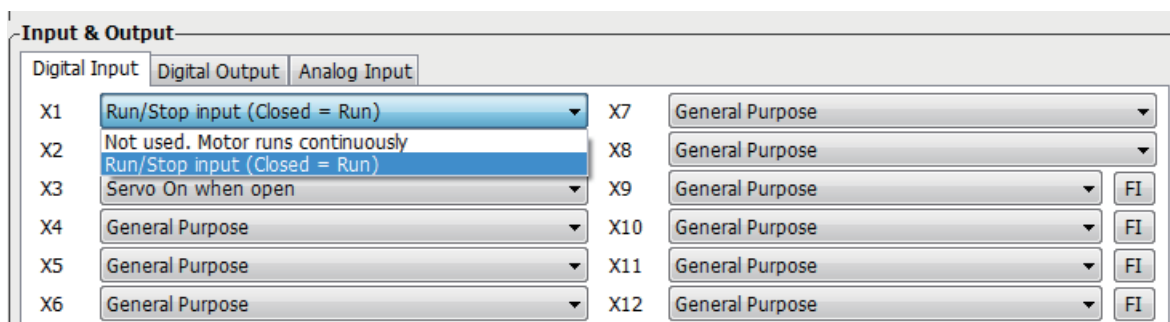 Input & Output
Digital Input Digital Output Analog Input
X1 Run/Stop input (Closed = Run) X7 General Purpose
Not used. Motor runs continuously
X2 X8 General Purpose
Run/Stop input (Closed = Run)
X3 Servo On when open X9 General Purpose FI
X4 General Purpose X10 General Purpose FI
X5 General Purpose X11 General Purpose FI
X6 General Purpose X12 General Purpose FI